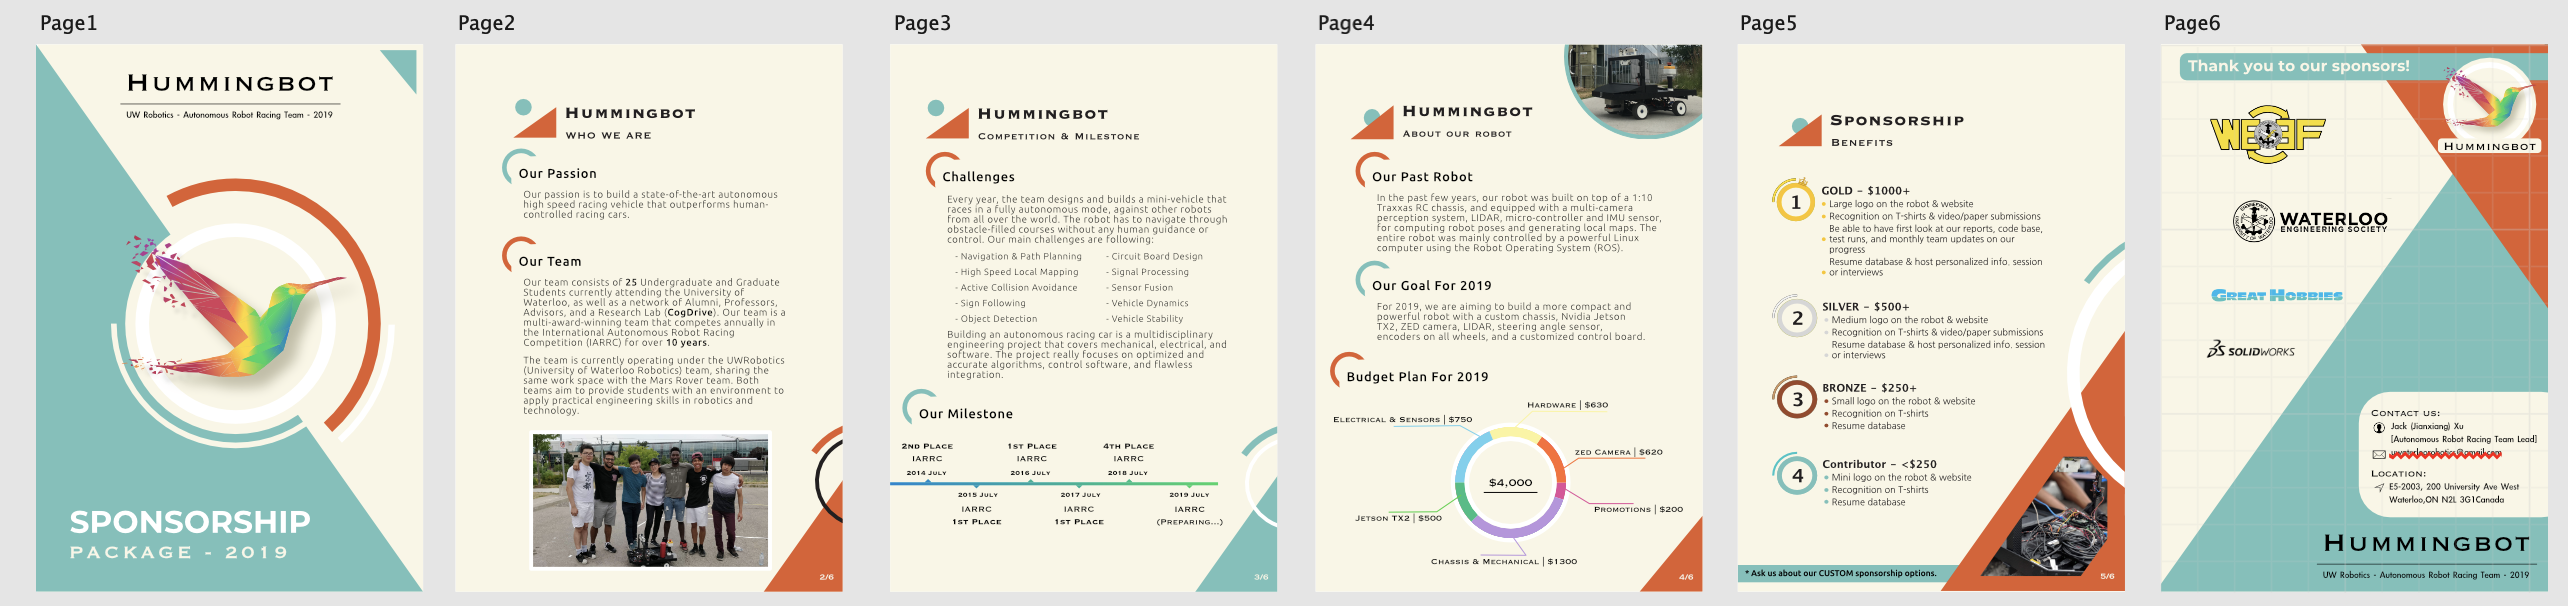 Page1
HUMMINGBOT
UW Robotics - Autonomous Robot Racing Team - 2019
SPONSORSHIP
PACKAGE - 2019
Page2
HUMMINGBOT
WHO WE ARE
Our Passion
Our passion is to build a state-of-the-art autonomous
high speed racing vehicle that outperforms human-
controlled racing cars.
Our Team
Our team consists of 25 Undergraduate and Graduate
Students currently attending the University of
Waterloo, as well as a network of Alumni, Professors,
Advisors, and a Research Lab (CogDrive). Our team is a
multi-award-winning team that competes annually in
the International Autonomous Robot Racing
Competition (IARRC) for over 10 years.
The team is currently operating under the UWRobotics
(University of Waterloo Robotics) team, sharing the
same work space with the Mars Rover team. Both
teams aim to provide students with an environment to
apply practical engineering skills in robotics and
technology.
2/6
Page3
HUMMINGBOT
COMPETITION & MILESTONE
Challenges
Every year, the team designs and builds a mini-vehicle that
races in a fully autonomous mode, against other robots
from all over the world. The robot has to navigate through
obstacle-filled courses without any human guidance or
control. Our main challenges are following:
- Navigation & Path Planning
- High Speed Local Mapping
- Active Collision Avoidance
- Sign Following
- Object Detection
- Circuit Board Design
- Signal Processing
- Sensor Fusion
- Vehicle Dynamics
- Vehicle Stability
Building an autonomous racing car is a multidisciplinary
engineering project that covers mechanical, electrical, and
software. The project really focuses on optimized and
accurate algorithms, control software, and flawless
integration.
Our Milestone
2ND PLACE
IARRC
2014 JULY
1ST PLACE
IARRC
2016 JULY
4TH PLACE
IARRC
2018 JULY
2015 JULY
IARRC
1ST PLACE
2017 JULY
IARRC
1ST PLACE
2019 JULY
IARRC
(PREPARING...)
3/6
Page4
HUMMINGBOT
ABOUT OUR ROBOT
Our Past Robot
In the past few years, our robot was built on top of a 1:10
Traxxas RC chassis, and equipped with a multi-camera
perception system, LIDAR, micro-controller and IMU sensor,
for computing robot poses and generating local maps. The
entire robot was mainly controlled by a powerful Linux
computer using the Robot Operating System (ROS).
Our Goal For 2019
For 2019, we are aiming to build a more compact and
powerful robot with a custom chassis, Nvidia Jetson
TX2, ZED camera, LIDAR, steering angle sensor,
encoders on all wheels, and a customized control board.
Budget Plan For 2019
HARDWARE | $630
ELECTRICAL & SENSORS | $750
ZED CAMERA | $620
$4,000
PROMOTIONS | $200
JETSON TX2 | $500
CHASSIS & MECHANICAL | $1300
4/6
Page5
SPONSORSHIP
BENEFITS
1
GOLD – $1000+
• Large logo on the robot & website
• Recognition on T-shirts & video/paper submissions
Be able to have first look at our reports, code base,
• test runs, and monthly team updates on our
progress
Resume database & host personalized info. session
• or interviews
2
SILVER – $500+
• Medium logo on the robot & website
• Recognition on T-shirts & video/paper submissions
Resume database & host personalized info. session
• or interviews
3
BRONZE – $250+
• Small logo on the robot & website
• Recognition on T-shirts
• Resume database
4
Contributor – <$250
• Mini logo on the robot & website
• Recognition on T-shirts
• Resume database
* Ask us about our CUSTOM sponsorship options.
5/6
Page6
Thank you to our sponsors!
HUMMINGBOT
WEEF
WATERLOO
ENGINEERING SOCIETY
GREAT HOBBIES
SOLIDWORKS
CONTACT US:
Jack (Jianxiang) Xu
[Autonomous Robot Racing Team Lead]
LOCATION:
E5-2003, 200 University Ave West
Waterloo,ON N2L 3G1Canada
HUMMINGBOT
UW Robotics - Autonomous Robot Racing Team - 2019